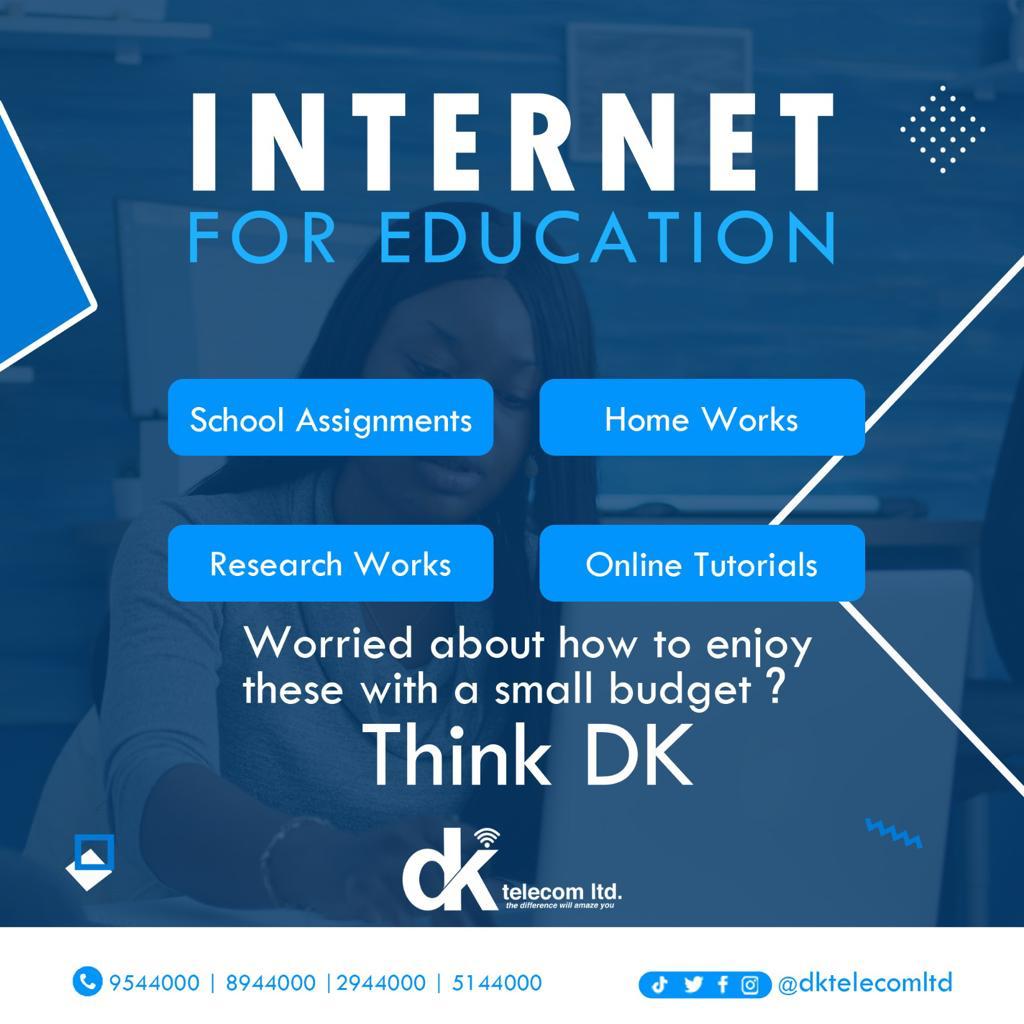 INTERNET
FOR EDUCATION
School Assignments
Home Works
Research Works
Online Tutorials
Worried about how to enjoy
these with a small budget ?
Think DK
dk telecom ltd.
the difference will amaze you
9544000 | 8944000 |2944000 | 5144000
@dktelecomltd